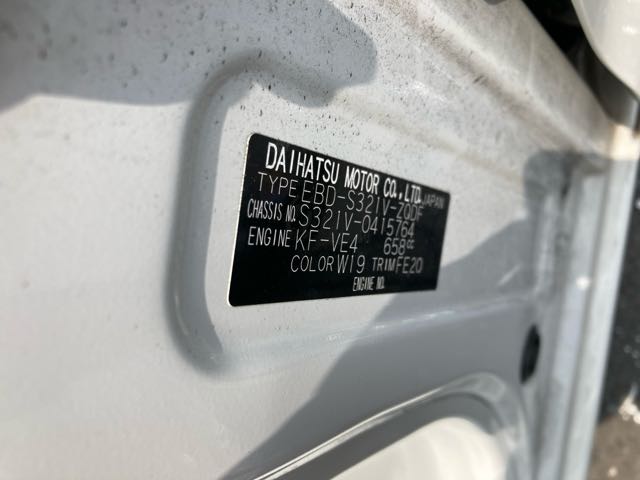 DAIHATSU MOTOR CO.,LTD.JAPAN
TYPE EBD-S321V-ZQDF
CHASSIS NO. S321V-0415764
ENGINE KF-VE4 658cc
COLOR W19 TRIM FE20
ENGINE NO.